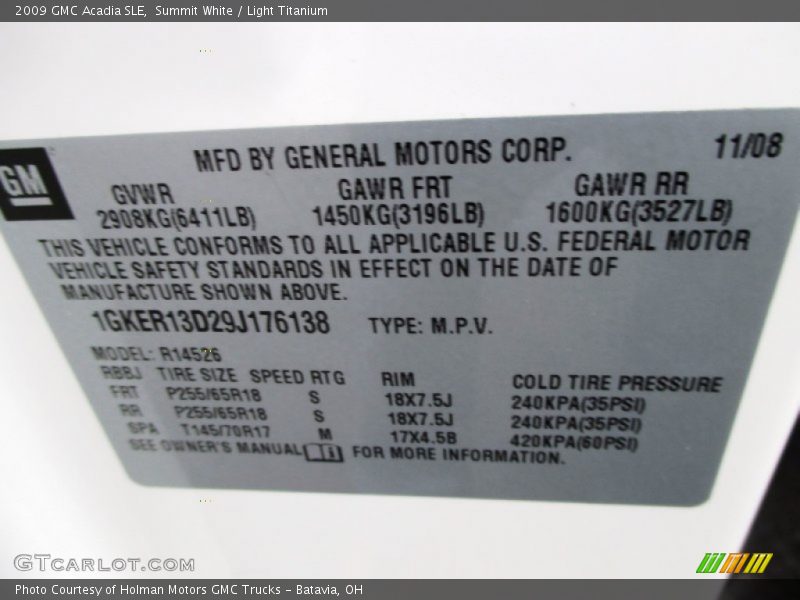 2009 GMC Acadia SLE,  Summit White / Light Titanium
GM
MFD BY GENERAL MOTORS CORP. 11/08
GVWR GAWR FRT GAWR RR
2908KG(6411LB) 1450KG(3196LB) 1600KG(3527LB)
THIS VEHICLE CONFORMS TO ALL APPLICABLE U.S. FEDERAL MOTOR
VEHICLE SAFETY STANDARDS IN EFFECT ON THE DATE OF
MANUFACTURE SHOWN ABOVE.
1GKER13D29J176138 TYPE: M.P.V.
MODEL: R14526
RBBJ TIRE SIZE SPEED RTG RIM COLD TIRE PRESSURE
FRT P255/65R18 S 18X7.5J 240KPA(35PSI)
RR P255/65R18 S 18X7.5J 240KPA(35PSI)
SPA T145/70R17 M 17X4.5B 420KPA(60PSI)
SEE OWNER'S MANUAL FOR MORE INFORMATION.
GTCARLOT.COM
Photo Courtesy of Holman Motors GMC Trucks - Batavia, OH